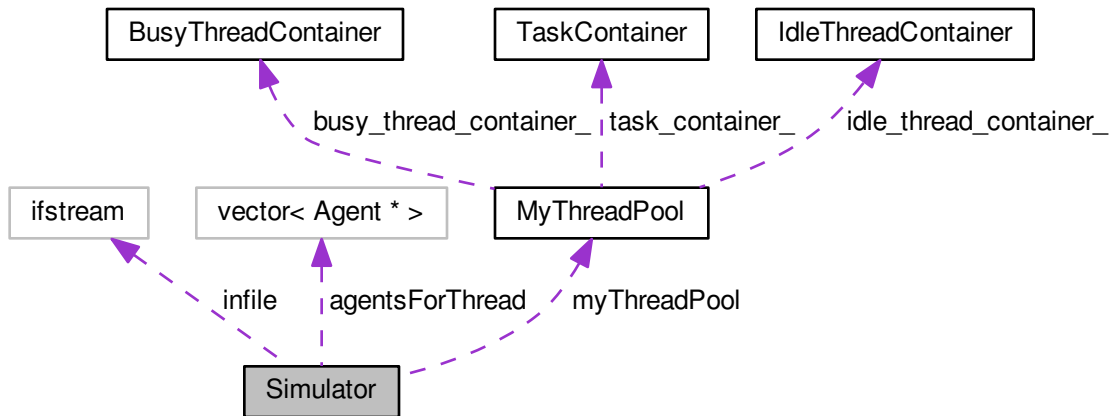 BusyThreadContainer
TaskContainer
IdleThreadContainer
busy_thread_container_
task_container_
idle_thread_container_
ifstream
vector< Agent * >
MyThreadPool
infile
agentsForThread
myThreadPool
Simulator